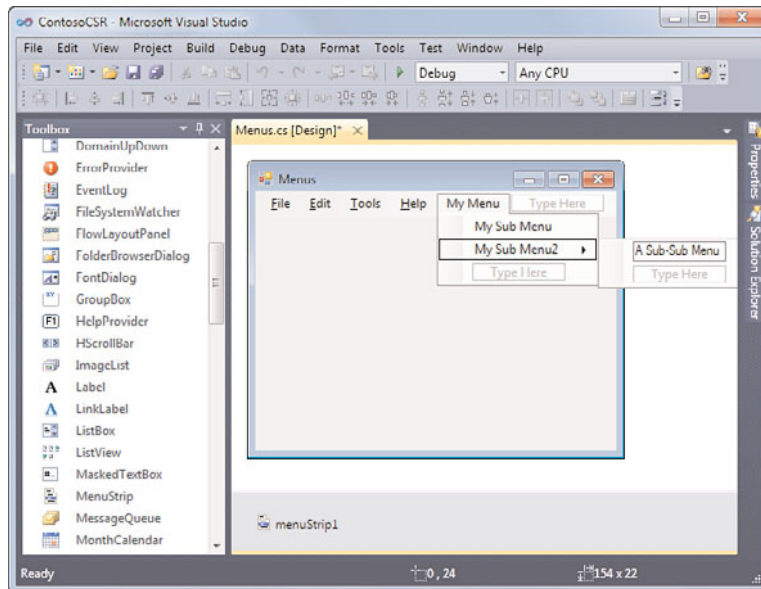 ContosoCSR - Microsoft Visual Studio
File Edit View Project Build Debug Data Format Tools Test Window Help
Debug Any CPU
Toolbox
Menus.cs [Design]*
DomainUpDown
ErrorProvider
EventLog
FileSystemWatcher
FlowLayoutPanel
FolderBrowserDialog
FontDialog
GroupBox
HelpProvider
HScrollBar
ImageList
Label
LinkLabel
ListBox
ListView
MaskedTextBox
MenuStrip
MessageQueue
MonthCalendar
Menus
File Edit Tools Help My Menu Type Here
My Sub Menu
My Sub Menu2
A Sub-Sub Menu
Type Here
Type Here
menuStrip1
Properties
Solution Explorer
Ready
0 , 24
154 x 22